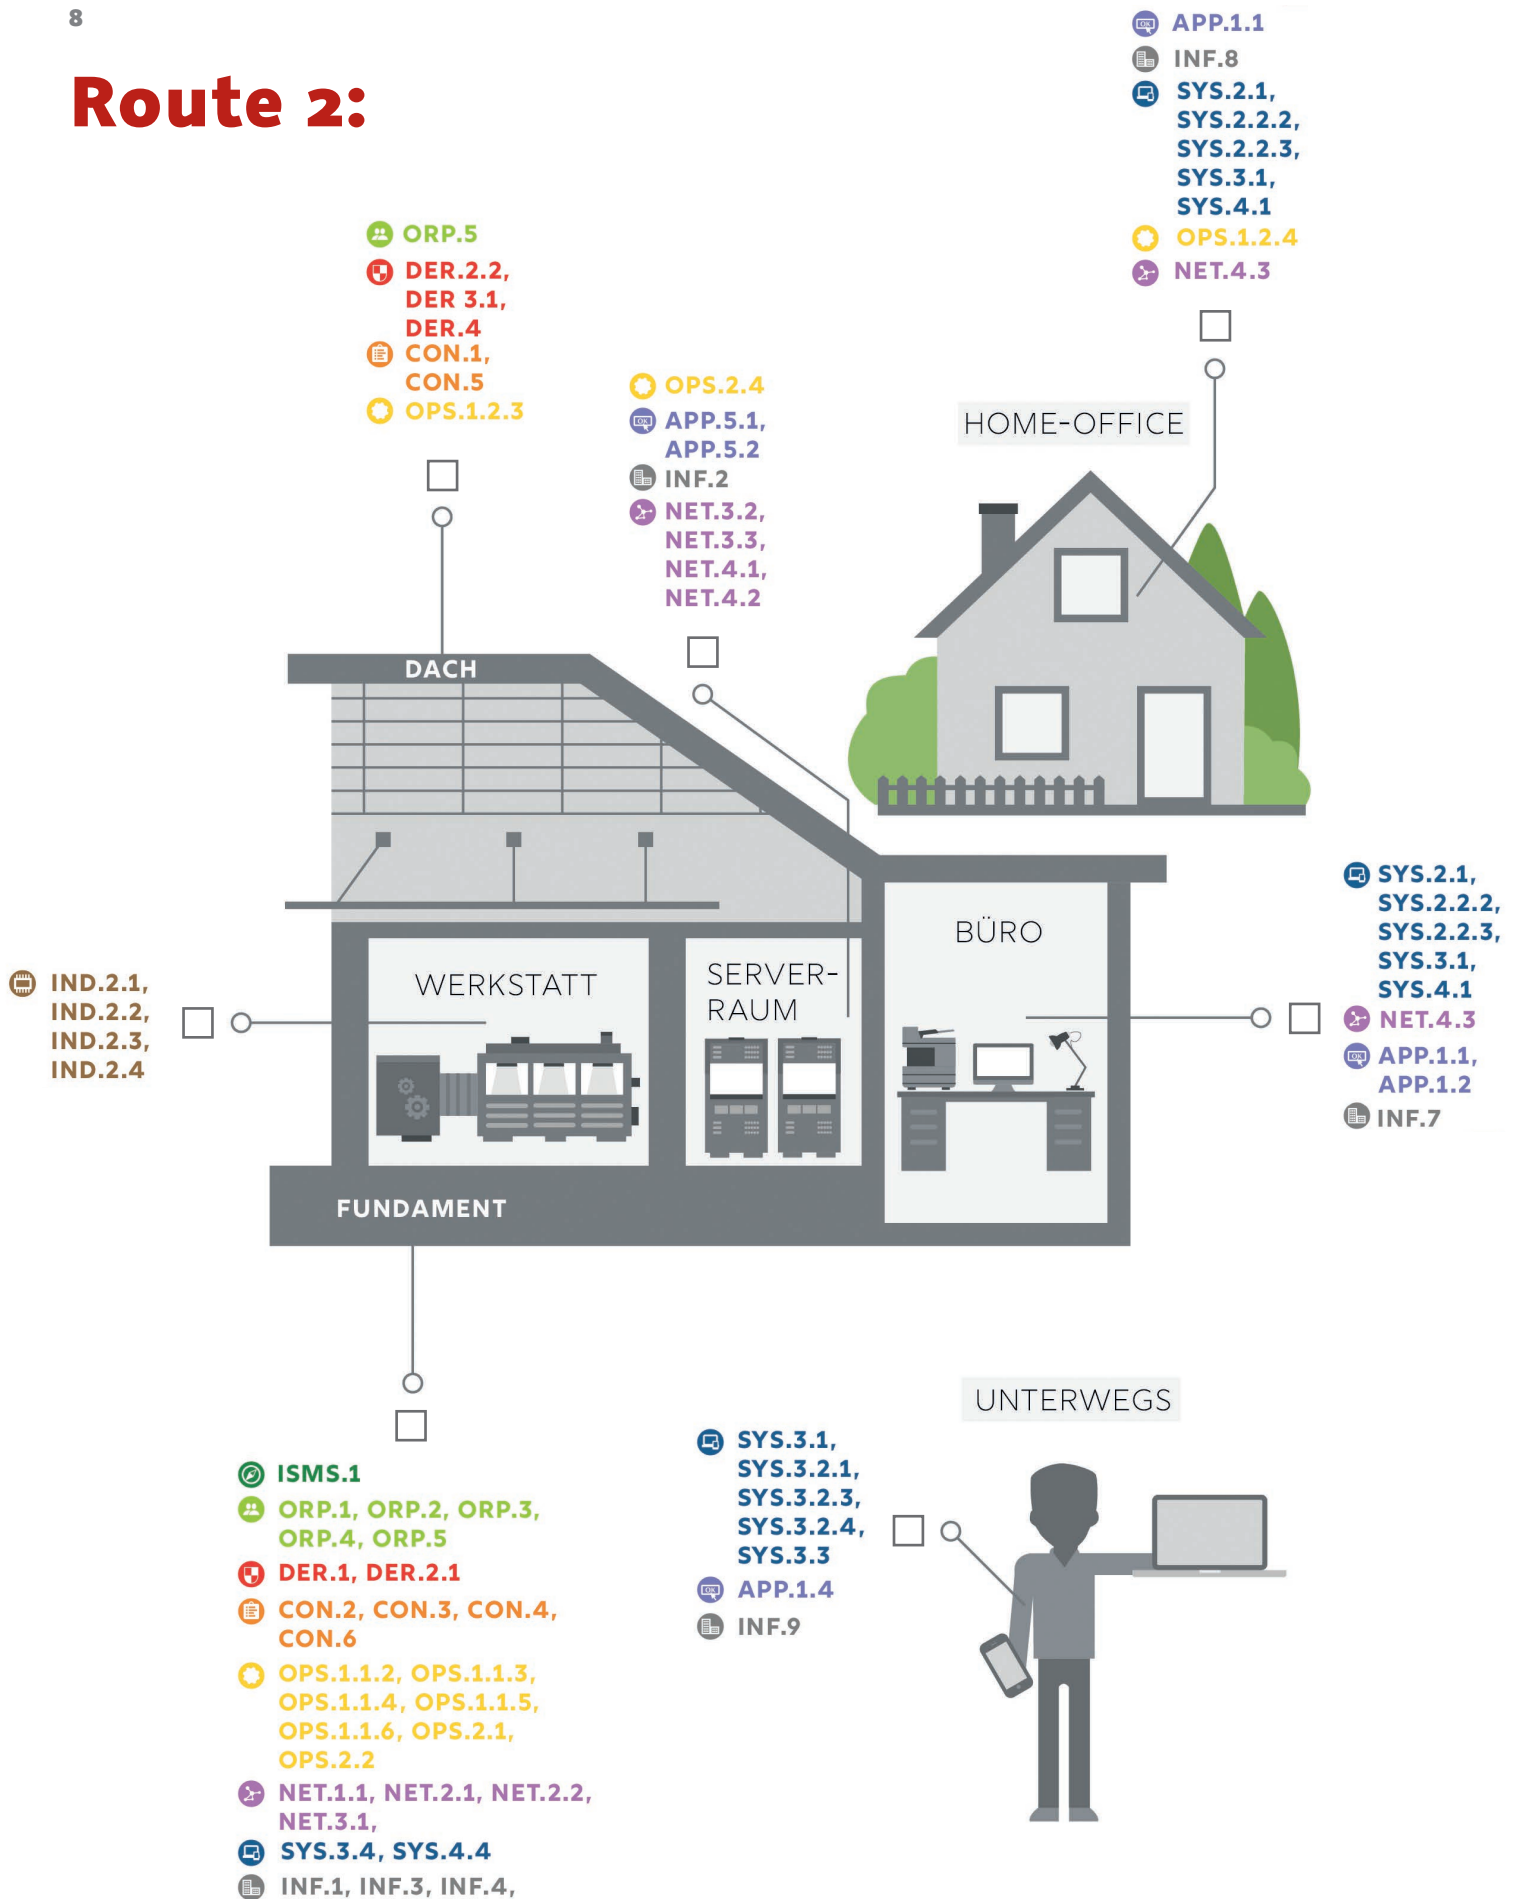 8
Route 2:
APP.1.1
INF.8
SYS.2.1,
SYS.2.2.2,
SYS.2.2.3,
SYS.3.1,
SYS.4.1
OPS.1.2.4
NET.4.3
ORP.5
DER.2.2,
DER 3.1,
DER.4
CON.1,
CON.5
OPS.1.2.3
OPS.2.4
APP.5.1,
APP.5.2
INF.2
NET.3.2,
NET.3.3,
NET.4.1,
NET.4.2
HOME-OFFICE
DACH
SYS.2.1,
SYS.2.2.2,
SYS.2.2.3,
SYS.3.1,
SYS.4.1
NET.4.3
APP.1.1,
APP.1.2
INF.7
BÜRO
SERVER-
RAUM
WERKSTATT
IND.2.1,
IND.2.2,
IND.2.3,
IND.2.4
FUNDAMENT
UNTERWEGS
SYS.3.1,
SYS.3.2.1,
SYS.3.2.3,
SYS.3.2.4,
SYS.3.3
APP.1.4
INF.9
ISMS.1
ORP.1, ORP.2, ORP.3,
ORP.4, ORP.5
DER.1, DER.2.1
CON.2, CON.3, CON.4,
CON.6
OPS.1.1.2, OPS.1.1.3,
OPS.1.1.4, OPS.1.1.5,
OPS.1.1.6, OPS.2.1,
OPS.2.2
NET.1.1, NET.2.1, NET.2.2,
NET.3.1,
SYS.3.4, SYS.4.4
INF.1, INF.3, INF.4,